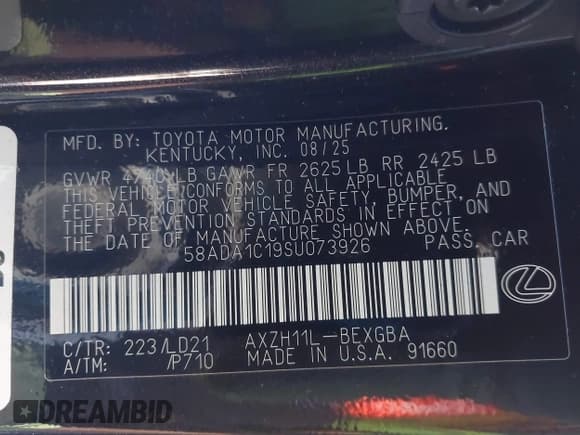 MFD. BY: TOYOTA MOTOR MANUFACTURING.
KENTUCKY, INC. 08/25
GVWR LB GAWR FR 2625 LB RR 2425 LB
THIS VEHICLE CONFORMS TO ALL APPLICABLE
FEDERAL MOTOR VEHICLE SAFETY, BUMPER, AND
THEFT PREVENTION STANDARDS IN EFFECT ON
THE DATE OF MANUFACTURE SHOWN ABOVE.
58ADA1C19SU073926 PASS. CAR
C/TR: 223/LD21 AXZH11L-BEXGBA
A/TM: /P710 MADE IN U.S.A. 91660
DREAMBID